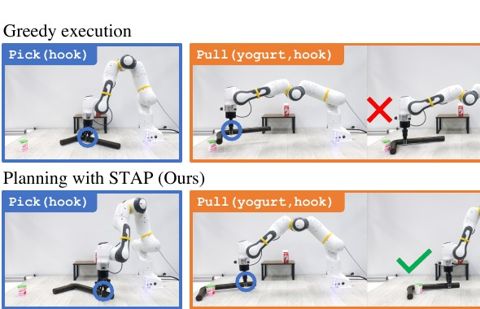 Greedy execution
Pick(hook)
Pull(yogurt,hook)
Planning with STAP (Ours)
Pick(hook)
Pull(yogurt,hook)